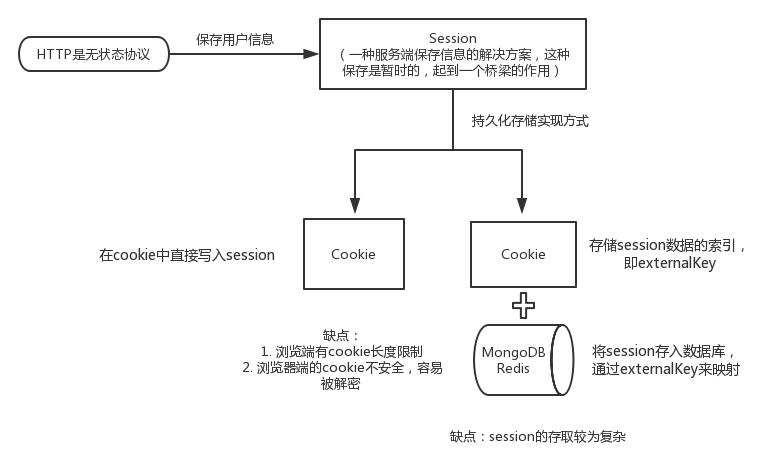 HTTP是无状态协议
保存用户信息
Session
（一种服务端保存信息的解决方案，这种
保存是暂时的，起到一个桥梁的作用）
持久化存储实现方式
在cookie中直接写入session
Cookie
Cookie
存储session数据的索引，
即externalKey
缺点：
1. 浏览端有cookie长度限制
2. 浏览器端的cookie不安全，容易
被解密
MongoDB
Redis
将session存入数据库，
通过externalKey来映射
缺点：session的存取较为复杂